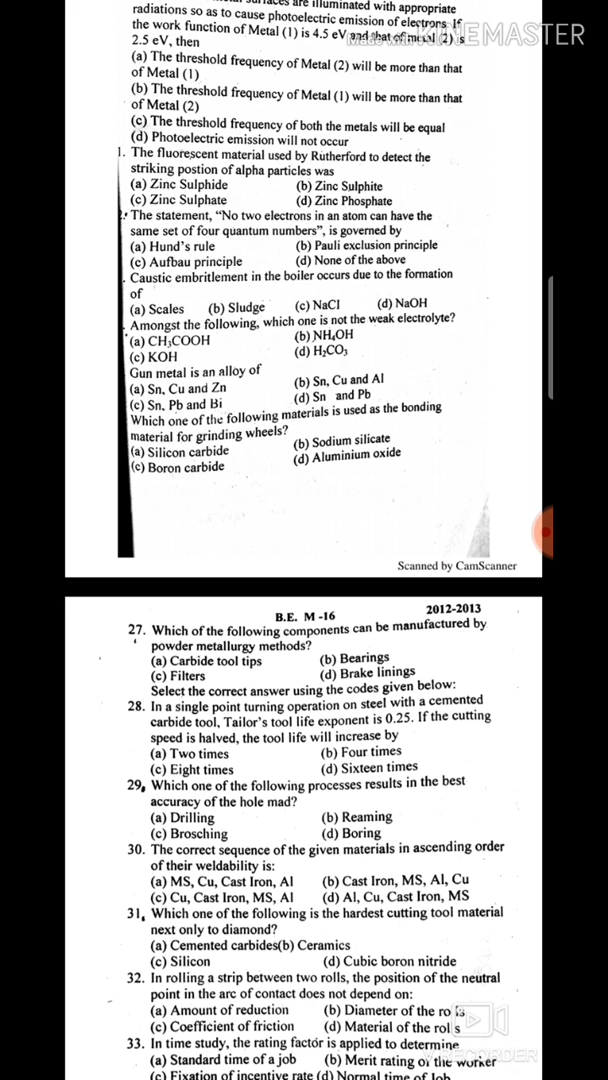 surfaces are illuminated with appropriate
radiations so as to cause photoelectric emission of electrons. If
the work function of Metal (1) is 4.5 eV and that of metal (2) is
2.5 eV, then
Made with KINEMASTER
(a) The threshold frequency of Metal (2) will be more than that
of Metal (1)
(b) The threshold frequency of Metal (1) will be more than that
of Metal (2)
(c) The threshold frequency of both the metals will be equal
(d) Photoelectric emission will not occur
1. The fluorescent material used by Rutherford to detect the
striking postion of alpha particles was
(a) Zinc Sulphide (b) Zinc Sulphite
(c) Zinc Sulphate (d) Zinc Phosphate
The statement, “No two electrons in an atom can have the
same set of four quantum numbers”, is governed by
(a) Hund’s rule (b) Pauli exclusion principle
(c) Aufbau principle (d) None of the above
. Caustic embritlement in the boiler occurs due to the formation
of
(a) Scales (b) Sludge (c) NaCl (d) NaOH
. Amongst the following, which one is not the weak electrolyte?
(a) CH₃COOH (b) NH₄OH
(c) KOH (d) H₂CO₃
Gun metal is an alloy of
(a) Sn, Cu and Zn (b) Sn, Cu and Al
(c) Sn, Pb and Bi (d) Sn and Pb
Which one of the following materials is used as the bonding
material for grinding wheels?
(a) Silicon carbide (b) Sodium silicate
(c) Boron carbide (d) Aluminium oxide
Scanned by CamScanner
B.E. M -16 2012-2013
27. Which of the following components can be manufactured by
powder metallurgy methods?
(a) Carbide tool tips (b) Bearings
(c) Filters (d) Brake linings
Select the correct answer using the codes given below:
28. In a single point turning operation on steel with a cemented
carbide tool, Tailor’s tool life exponent is 0.25. If the cutting
speed is halved, the tool life will increase by
(a) Two times (b) Four times
(c) Eight times (d) Sixteen times
29, Which one of the following processes results in the best
accuracy of the hole mad?
(a) Drilling (b) Reaming
(c) Brosching (d) Boring
30. The correct sequence of the given materials in ascending order
of their weldability is:
(a) MS, Cu, Cast Iron, Al (b) Cast Iron, MS, Al, Cu
(c) Cu, Cast Iron, MS, Al (d) Al, Cu, Cast Iron, MS
31, Which one of the following is the hardest cutting tool material
next only to diamond?
(a) Cemented carbides(b) Ceramics
(c) Silicon (d) Cubic boron nitride
32. In rolling a strip between two rolls, the position of the neutral
point in the arc of contact does not depend on:
(a) Amount of reduction (b) Diameter of the rolls
(c) Coefficient of friction (d) Material of the rolls
33. In time study, the rating factor is applied to determine
(a) Standard time of a job (b) Merit rating of the worker
RECORDER
(c) Fixation of incentive rate (d) Normal time of Job